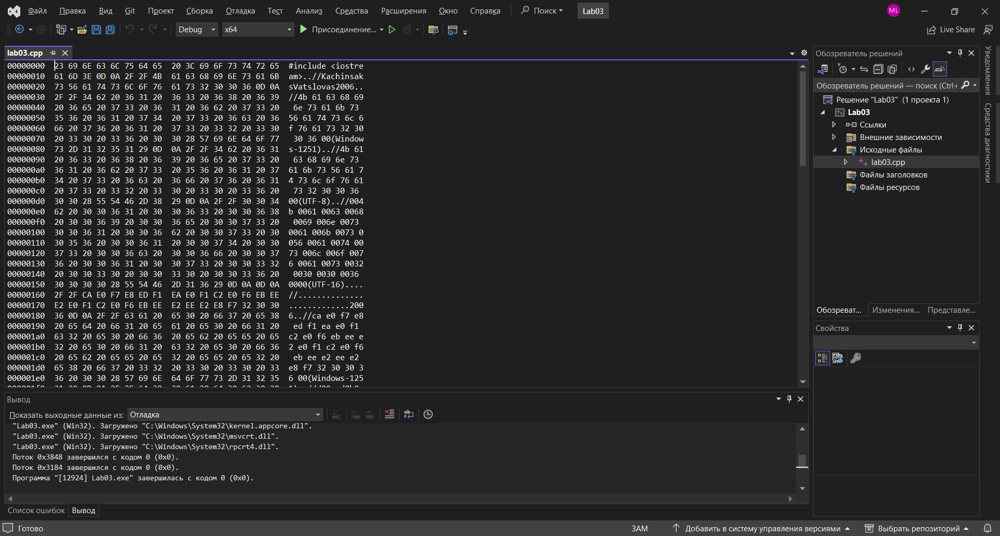 Файл Правка Вид Git Проект Сборка Отладка Тест Анализ Средства Расширения Окно Справка Поиск Lab03 ML
Debug x64 Присоединение... Live Share
lab03.cpp
00000000 23 69 6E 63 6C 75 64 65 20 3C 69 6F 73 74 72 65 #include <iostre
00000010 61 6D 3E 0D 0A 2F 2F 4B 61 63 68 69 6E 73 61 6B am>..//Kachinsak
00000020 73 56 61 74 73 6C 6F 76 61 73 32 30 30 36 0D 0A sVatslovas2006..
00000030 2F 2F 34 62 20 36 31 20 36 33 20 36 38 20 36 39 //4b 61 63 68 69
00000040 20 36 65 20 37 33 20 36 31 20 36 62 20 37 33 20 6e 73 61 6b 73
00000050 35 36 20 36 31 20 37 34 20 37 33 20 36 63 20 36 56 61 74 73 6c 6
00000060 66 20 37 36 20 36 31 20 37 33 20 33 32 20 33 30 f 76 61 73 32 30
00000070 20 33 30 20 33 36 20 30 30 28 57 69 6E 64 6F 77 30 36 00(Window
00000080 73 2D 31 32 35 31 29 0D 0A 2F 2F 34 62 20 36 31 s-1251)..//4b 61
00000090 20 36 33 20 36 38 20 36 39 20 36 65 20 37 33 20 63 68 69 6e 73
000000a0 36 31 20 36 62 20 37 33 20 35 36 20 36 31 20 37 61 6b 73 56 61 7
000000b0 34 20 37 33 20 36 63 20 36 66 20 37 36 20 36 31 4 73 6c 6f 76 61
000000c0 20 37 33 20 33 32 20 33 30 20 33 30 20 33 36 20 73 32 30 30 36
000000d0 30 30 28 55 54 46 2D 38 29 0D 0A 2F 2F 30 30 34 00(UTF-8)..//004
000000e0 62 20 30 30 36 31 20 30 30 36 33 20 30 30 36 38 b 0061 0063 0068
000000f0 20 30 30 36 39 20 30 30 36 65 20 30 30 37 33 20 0069 006e 0073
00000100 30 30 36 31 20 30 30 36 62 20 30 30 37 33 20 30 0061 006b 0073 0
00000110 30 35 36 20 30 30 36 31 20 30 30 37 34 20 30 30 056 0061 0074 00
00000120 37 33 20 30 30 36 63 20 30 30 36 66 20 30 30 37 73 006c 006f 007
00000130 36 20 30 30 36 31 20 30 30 37 33 20 30 30 33 32 6 0061 0073 0032
00000140 20 30 30 33 30 20 30 30 33 30 20 30 30 33 36 20 0030 0030 0036
00000150 30 30 30 30 28 55 54 46 2D 31 36 29 0D 0A 0D 0A 0000(UTF-16)....
00000160 2F 2F CA E0 F7 E8 ED F1 EA E0 F1 C2 E0 F6 EB EE //..............
00000170 E2 E0 F1 C2 E0 F6 EB EE E2 EE E2 E8 F7 32 30 30 .............200
00000180 36 0D 0A 2F 2F 63 61 20 65 30 20 66 37 20 65 38 6..//ca e0 f7 e8
00000190 20 65 64 20 66 31 20 65 61 20 65 30 20 66 31 20 ed f1 ea e0 f1
000001a0 63 32 20 65 30 20 66 36 20 65 62 20 65 65 20 65 c2 e0 f6 eb ee e
000001b0 32 20 65 30 20 66 31 20 63 32 20 65 30 20 66 36 2 e0 f1 c2 e0 f6
000001c0 20 65 62 20 65 65 20 65 32 20 65 65 20 65 32 20 eb ee e2 ee e2
000001d0 65 38 20 66 37 20 33 32 20 33 30 20 33 30 20 33 e8 f7 32 30 30 3
000001e0 36 20 30 30 28 57 69 6E 64 6F 77 73 2D 31 32 35 6 00(Windows-125
Обозреватель решений
Обозреватель решений — поиск (Ctrl+
Решение "Lab03" (1 проекта 1)
Lab03
Ссылки
Внешние зависимости
Исходные файлы
lab03.cpp
Файлы заголовков
Файлы ресурсов
Обозреват... Изменения... Представле...
Свойства
Уведомления
Средства диагностики
Вывод
Показать выходные данные из: Отладка
"Lab03.exe" (Win32). Загружено "C:\Windows\System32\kernel.appcore.dll".
"Lab03.exe" (Win32). Загружено "C:\Windows\System32\msvcrt.dll".
"Lab03.exe" (Win32). Загружено "C:\Windows\System32\rpcrt4.dll".
Поток 0x3848 завершился с кодом 0 (0x0).
Поток 0x3184 завершился с кодом 0 (0x0).
Программа "[12924] Lab03.exe" завершилась с кодом 0 (0x0).
Список ошибок Вывод
Готово ЗАМ Добавить в систему управления версиями Выбрать репозиторий